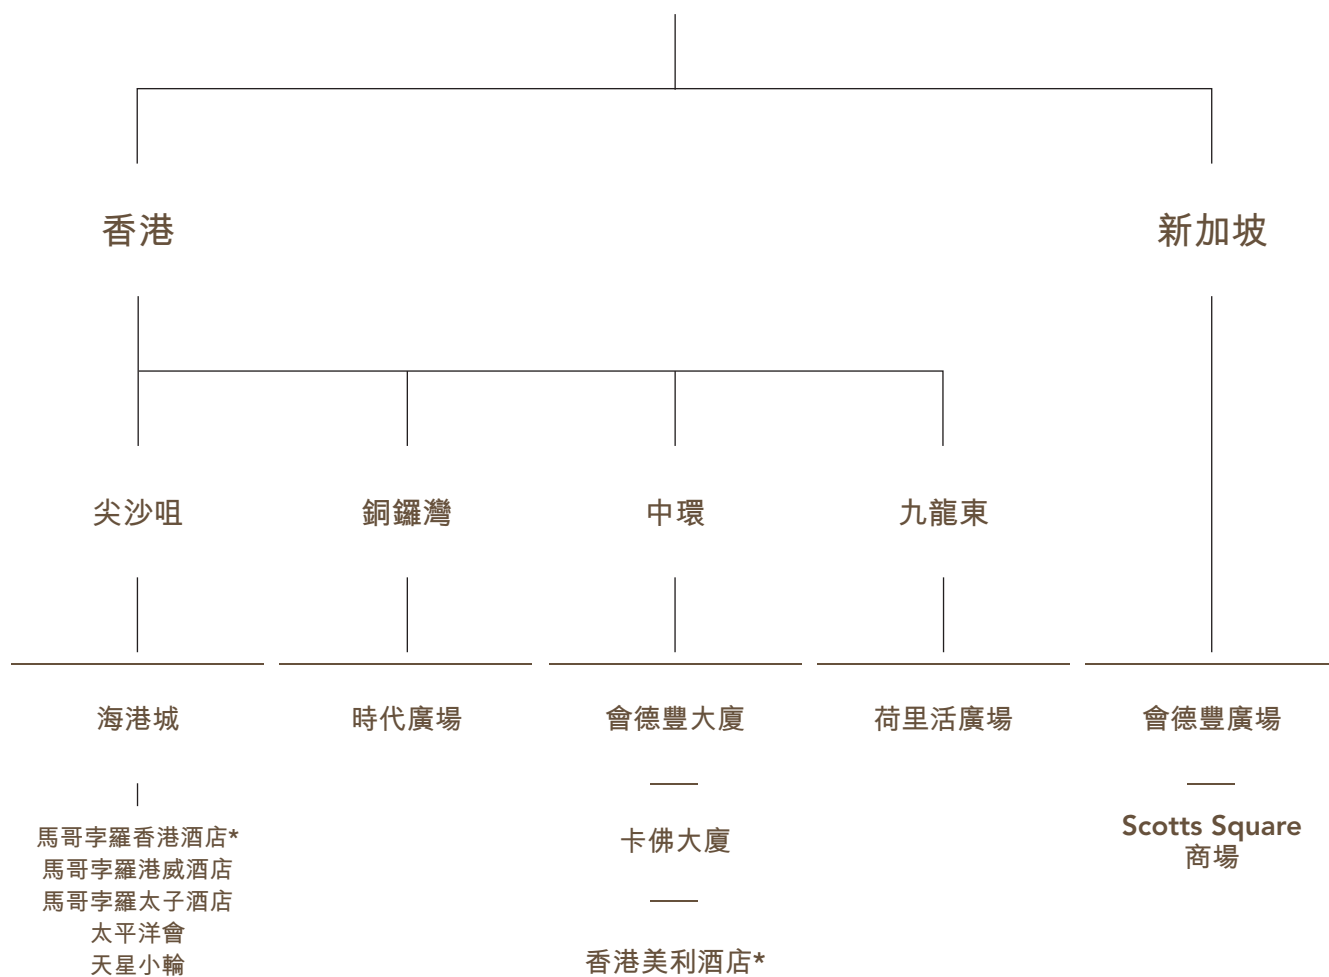 香港
新加坡
尖沙咀
銅鑼灣
中環
九龍東
海港城
時代廣場
會德豐大廈
荷里活廣場
會德豐廣場
馬哥孛羅香港酒店*
馬哥孛羅港威酒店
馬哥孛羅太子酒店
太平洋會
天星小輪
卡佛大廈
香港美利酒店*
Scotts Square
商場